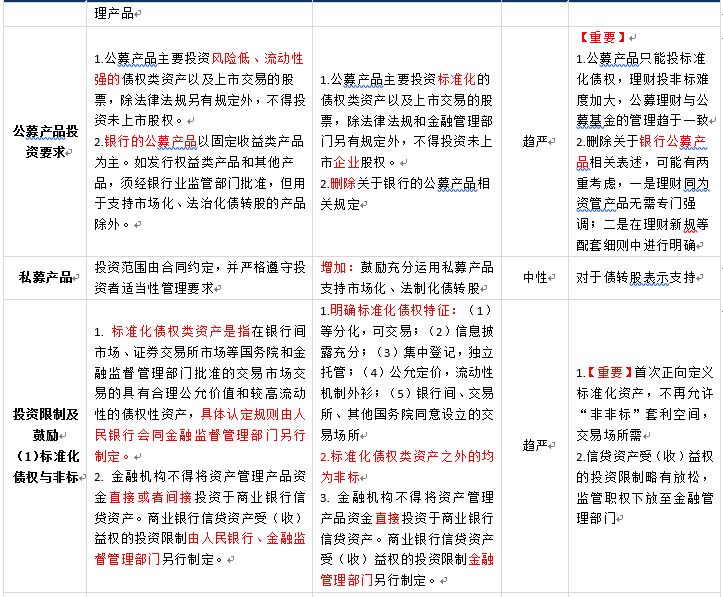 理产品
公募产品投
资要求
1.公募产品主要投资风险低、流动性
强的债权类资产以及上市交易的股
票，除法律法规另有规定外，不得投
资未上市股权。
2.银行的公募产品以固定收益类产品
为主。如发行权益类产品和其他产
品，须经银行业监管部门批准，但用
于支持市场化、法治化债转股的产品
除外。
1.公募产品主要投资标准化的
债权类资产以及上市交易的股
票，除法律法规和金融管理部
门另有规定外，不得投资未上
市企业股权。
2.删除关于银行的公募产品相
关规定
趋严
【重要】
1.公募产品只能投标准
化债权，理财投非标难
度加大，公募理财与公
募基金的管理趋于一致
2.删除关于银行公募产
品相关表述，可能有两
重考虑，一是理财同为
资管产品无需专门强
调；二是在理财新规等
配套细则中进行明确
私募产品
投资范围由合同约定，并严格遵守投
资者适当性管理要求
增加：鼓励充分运用私募产品
支持市场化、法制化债转股
中性
对于债转股表示支持
投资限制及
鼓励
（1）标准化
债权与非标
1. 标准化债权类资产是指在银行间
市场、证券交易所市场等国务院和金
融监督管理部门批准的交易市场交
易的具有合理公允价值和较高流动
性的债权性资产，具体认定规则由人
民银行会同金融监督管理部门另行
制定。
2. 金融机构不得将资产管理产品资
金直接或者间接投资于商业银行信
贷资产。商业银行信贷资产受（收）
益权的投资限制由人民银行、金融监
督管理部门另行制定。
1.明确标准化债权特征：（1）
等分化，可交易；（2）信息披
露充分；（3）集中登记，独立
托管；（4）公允定价，流动性
机制外衫；（5）银行间、交易
所、其他国务院同意设立的交
易场所
2.标准化债权类资产之外的均
为非标
3. 金融机构不得将资产管理
产品资金直接投资于商业银行
信贷资产。商业银行信贷资产
受（收）益权的投资限制金融
管理部门另行制定。
趋严
1.【重要】首次正向定义
标准化资产，不再允许
“非非标”套利空间，
交易场所需
2.信贷资产受（收）益权
的投资限制略有放松，
监管职权下放至金融管
理部门